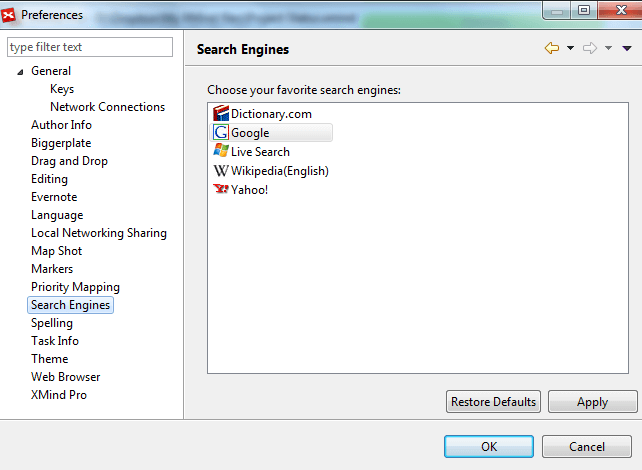 Preferences
type filter text
General
Keys
Network Connections
Author Info
Biggerplate
Drag and Drop
Editing
Evernote
Language
Local Networking Sharing
Map Shot
Markers
Priority Mapping
Search Engines
Spelling
Task Info
Theme
Web Browser
XMind Pro
Search Engines
Choose your favorite search engines:
Dictionary.com
Google
Live Search
Wikipedia(English)
Yahoo!
Restore Defaults
Apply
OK
Cancel